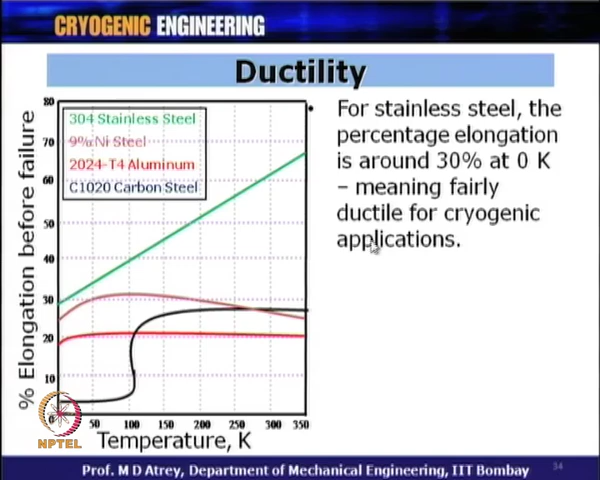 CRYOGENIC ENGINEERING
Ductility
% Elongation before failure
80
70
60
50
40
30
20
10
0
304 Stainless Steel
9% Ni Steel
2024-T4 Aluminum
C1020 Carbon Steel
50 100 150 200 250 300 350
Temperature, K
• For stainless steel, the
percentage elongation
is around 30% at 0 K
– meaning fairly
ductile for cryogenic
applications.
NPTEL
Prof. M D Atrey, Department of Mechanical Engineering, IIT Bombay
34